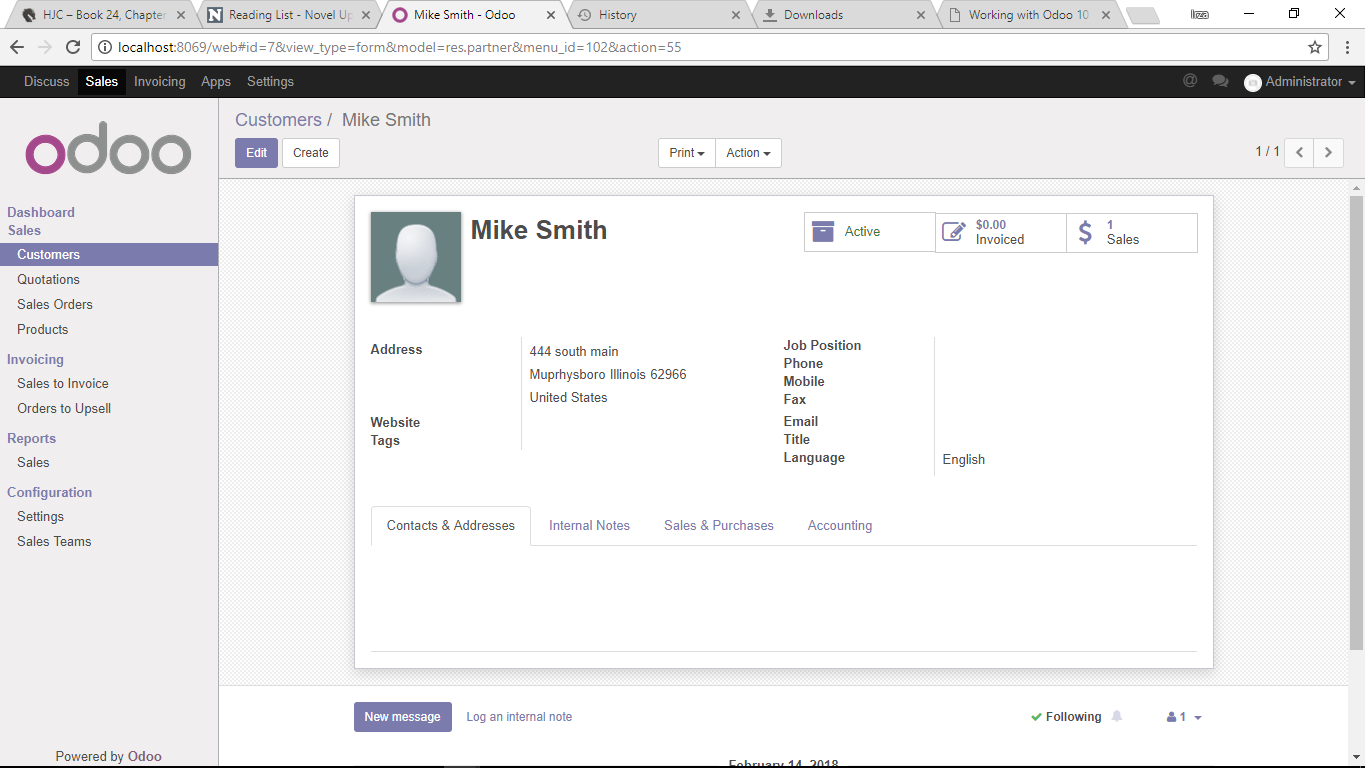 HJC – Book 24, Chapter
Reading List - Novel Up
Mike Smith - Odoo
History
Downloads
Working with Odoo 10
liza
localhost:8069/web#id=7&view_type=form&model=res.partner&menu_id=102&action=55
Discuss Sales Invoicing Apps Settings
@ Administrator
odoo
Dashboard
Sales
Customers
Quotations
Sales Orders
Products
Invoicing
Sales to Invoice
Orders to Upsell
Reports
Sales
Configuration
Settings
Sales Teams
Powered by Odoo
Customers / Mike Smith
Edit Create Print Action 1 / 1
Mike Smith
Active
$0.00
Invoiced
$ 1
Sales
Address
444 south main
Muprhysboro Illinois 62966
United States
Website
Tags
Job Position
Phone
Mobile
Fax
Email
Title
Language English
Contacts & Addresses Internal Notes Sales & Purchases Accounting
New message Log an internal note Following 1
February 14, 2018